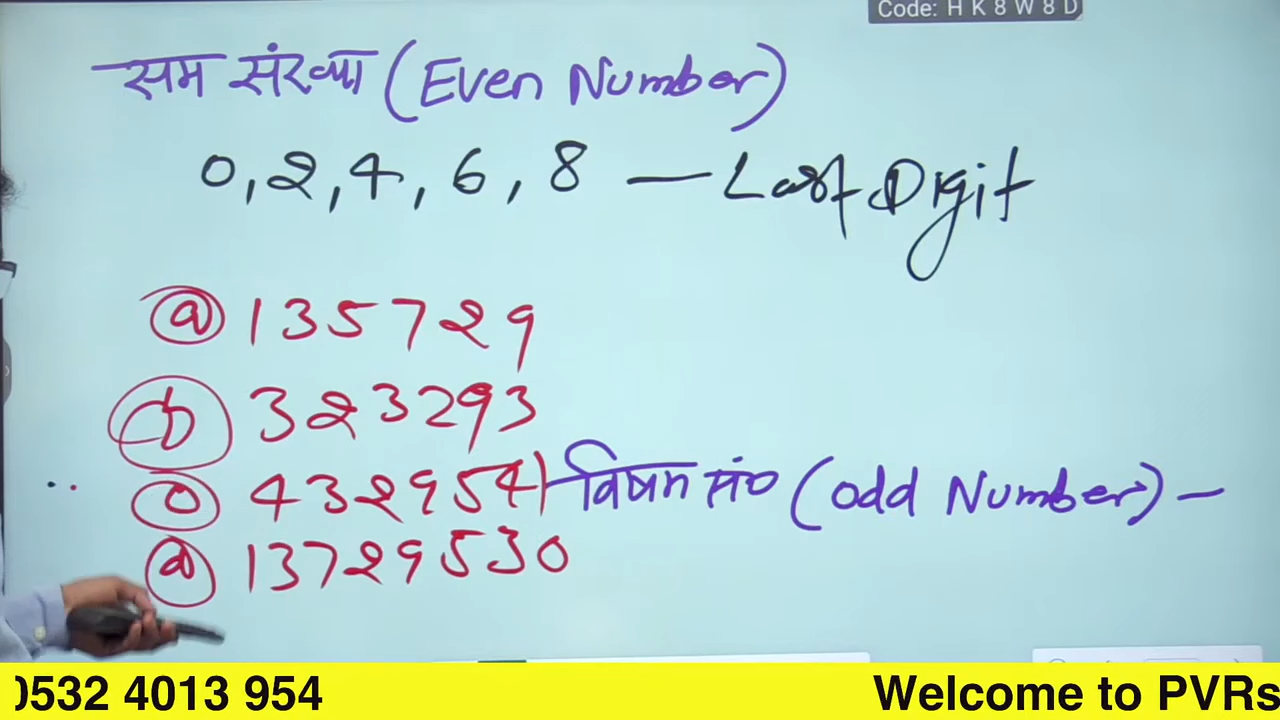 Code: H K 8 W 8 D
सम संख्या (Even Number)
0, 2, 4, 6, 8 — Last Digit
(a) 135729
(b) 323293
(c) 432954 विषम सं० (odd Number) –
(d) 13729530
0532 4013 954
Welcome to PVRs